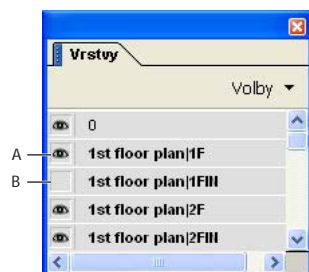 Vrstvy
Volby
0
A 1st floor plan|1F
B 1st floor plan|1FIN
1st floor plan|2F
1st floor plan|2FIN